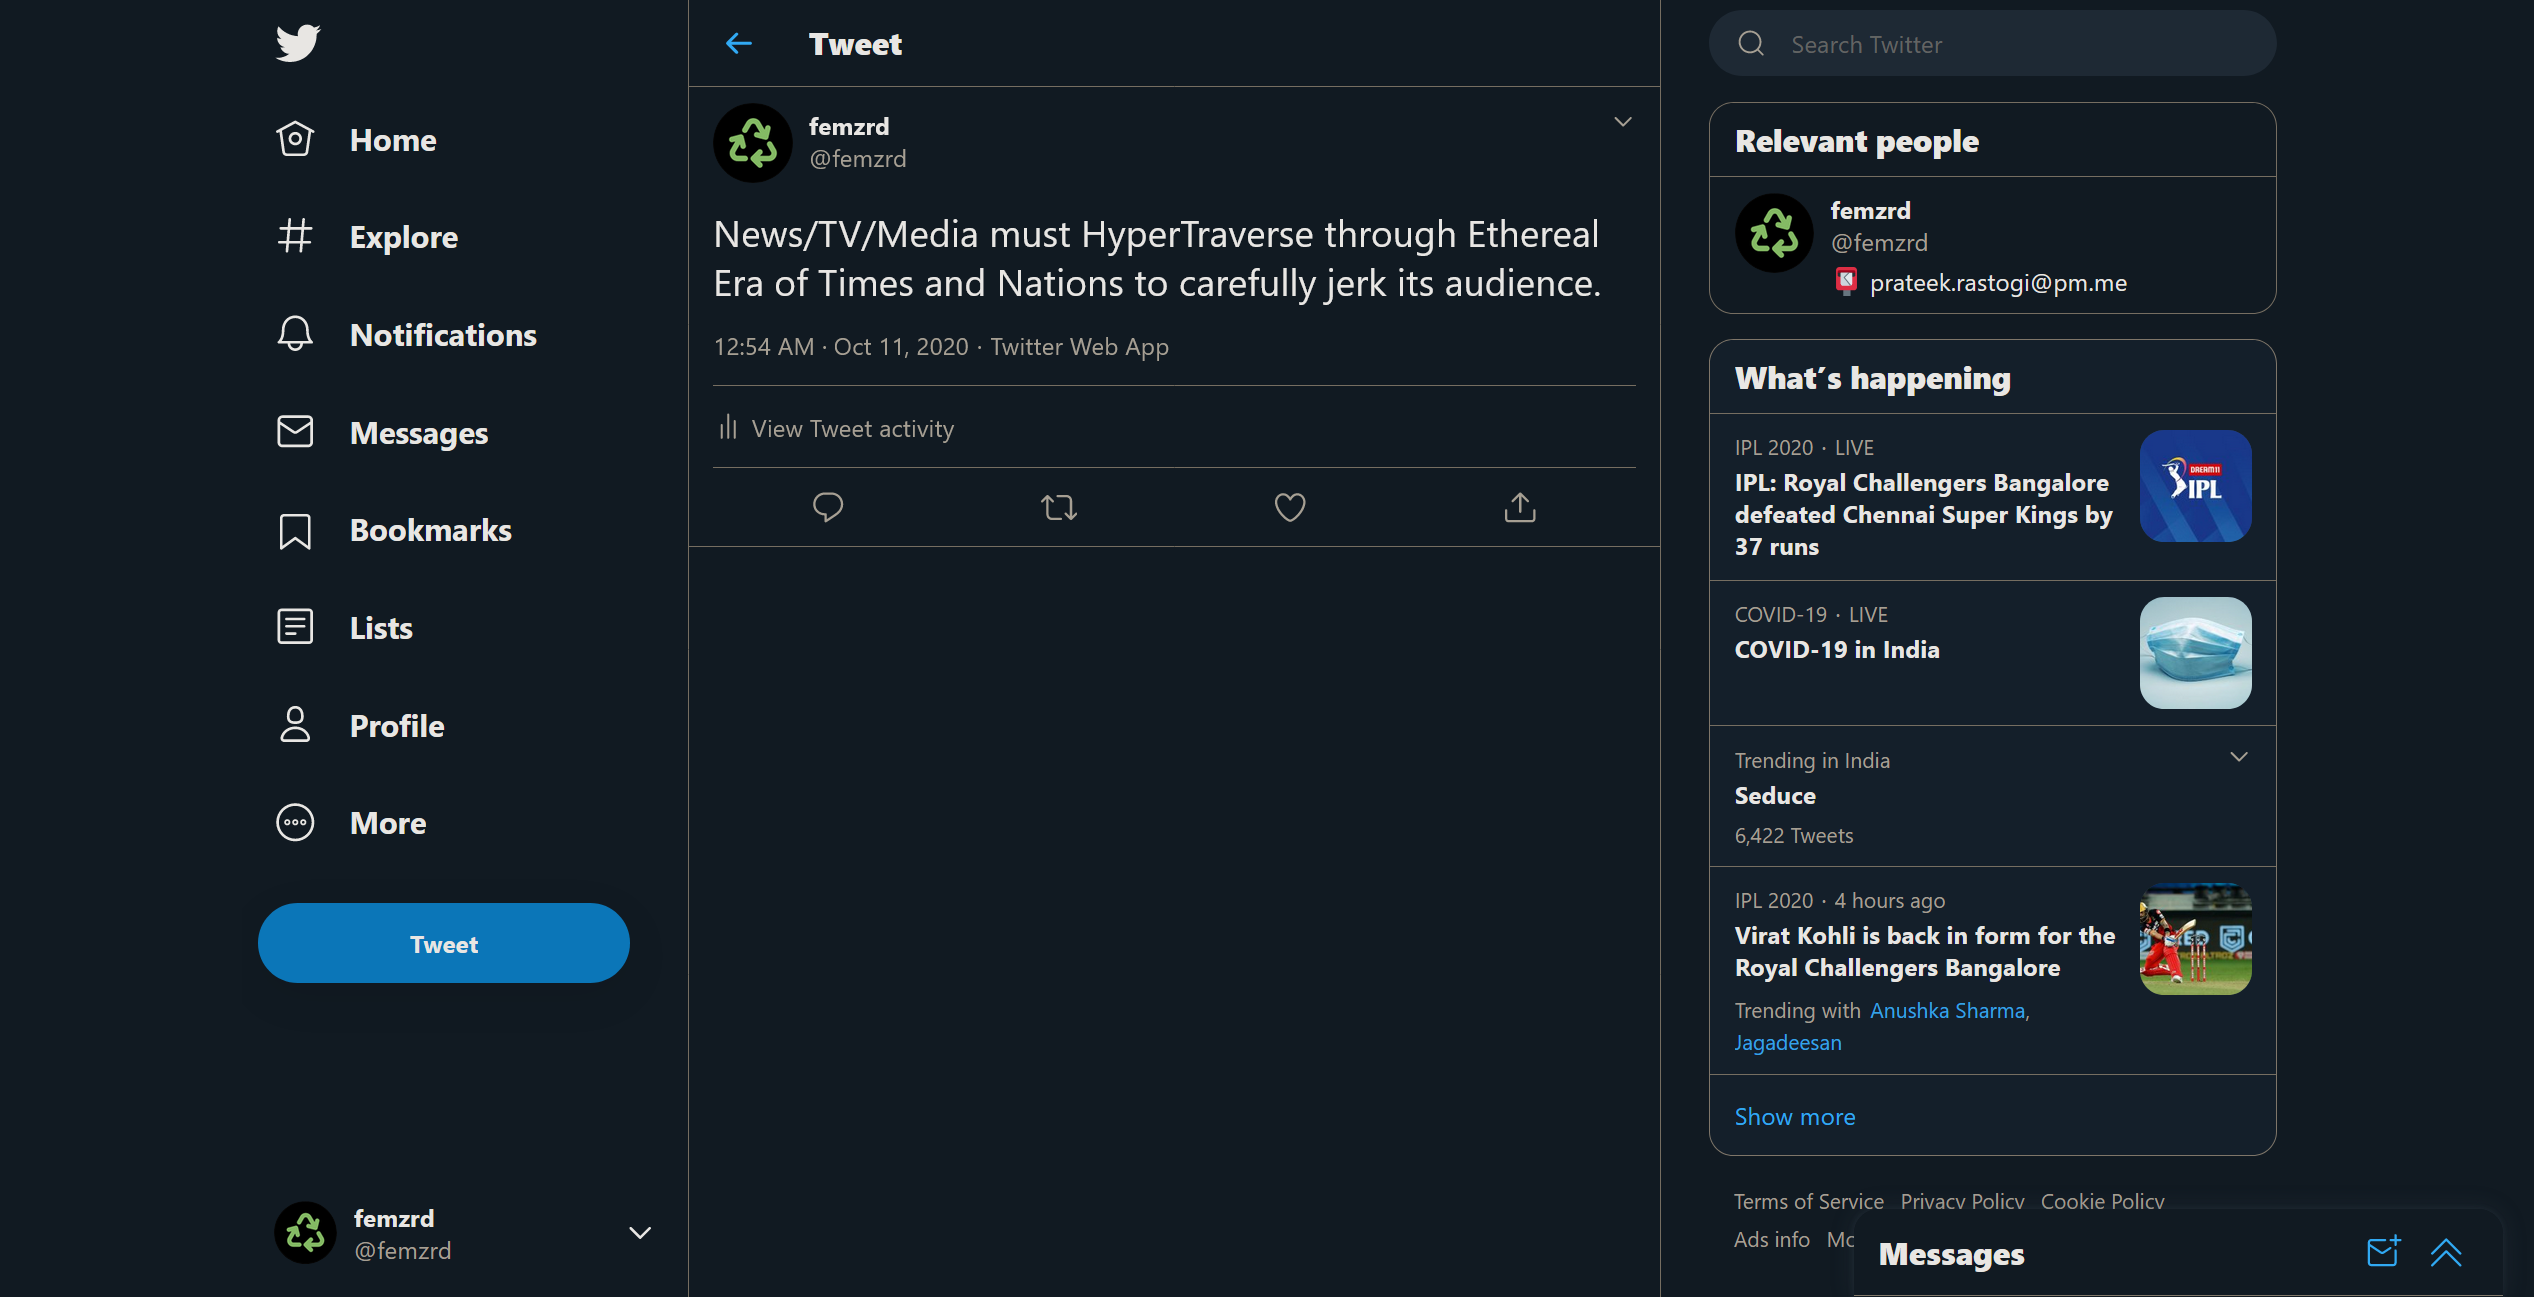 Home
Explore
Notifications
Messages
Bookmarks
Lists
Profile
More
Tweet
femzrd
@femzrd
Tweet
femzrd
@femzrd
News/TV/Media must HyperTraverse through Ethereal
Era of Times and Nations to carefully jerk its audience.
12:54 AM · Oct 11, 2020 · Twitter Web App
View Tweet activity
Search Twitter
Relevant people
femzrd
@femzrd
prateek.rastogi@pm.me
What's happening
IPL 2020 · LIVE
IPL: Royal Challengers Bangalore
defeated Chennai Super Kings by
37 runs
DREAM11
IPL
COVID-19 · LIVE
COVID-19 in India
Trending in India
Seduce
6,422 Tweets
IPL 2020 · 4 hours ago
Virat Kohli is back in form for the
Royal Challengers Bangalore
Trending with Anushka Sharma,
Jagadeesan
Show more
Terms of Service Privacy Policy Cookie Policy
Ads info
Messages